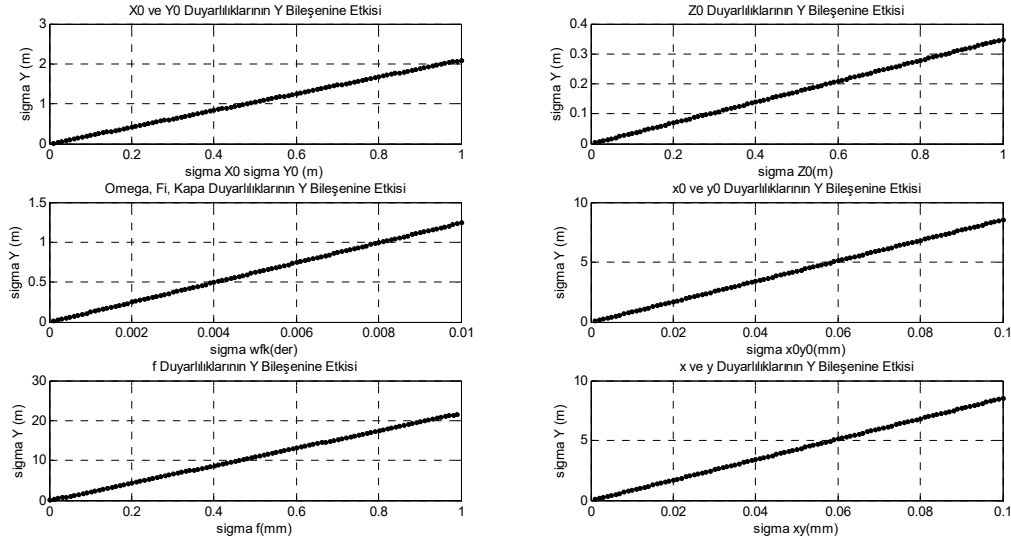 X0 ve Y0 Duyarlılıklarının Y Bileşenine Etkisi
3
2
1
0
sigma Y (m)
0 0.2 0.4 0.6 0.8 1
sigma X0 sigma Y0 (m)
Z0 Duyarlılıklarının Y Bileşenine Etkisi
0.4
0.3
0.2
0.1
0
sigma Y (m)
0 0.2 0.4 0.6 0.8 1
sigma Z0(m)
Omega, Fi, Kapa Duyarlılıklarının Y Bileşenine Etkisi
1.5
1
0.5
0
sigma Y (m)
0 0.002 0.004 0.006 0.008 0.01
sigma wfk(der)
x0 ve y0 Duyarlılıklarının Y Bileşenine Etkisi
10
5
0
sigma Y (m)
0 0.02 0.04 0.06 0.08 0.1
sigma x0y0(mm)
f Duyarlılıklarının Y Bileşenine Etkisi
30
20
10
0
sigma Y (m)
0 0.2 0.4 0.6 0.8 1
sigma f(mm)
x ve y Duyarlılıklarının Y Bileşenine Etkisi
10
5
0
sigma Y (m)
0 0.02 0.04 0.06 0.08 0.1
sigma xy(mm)